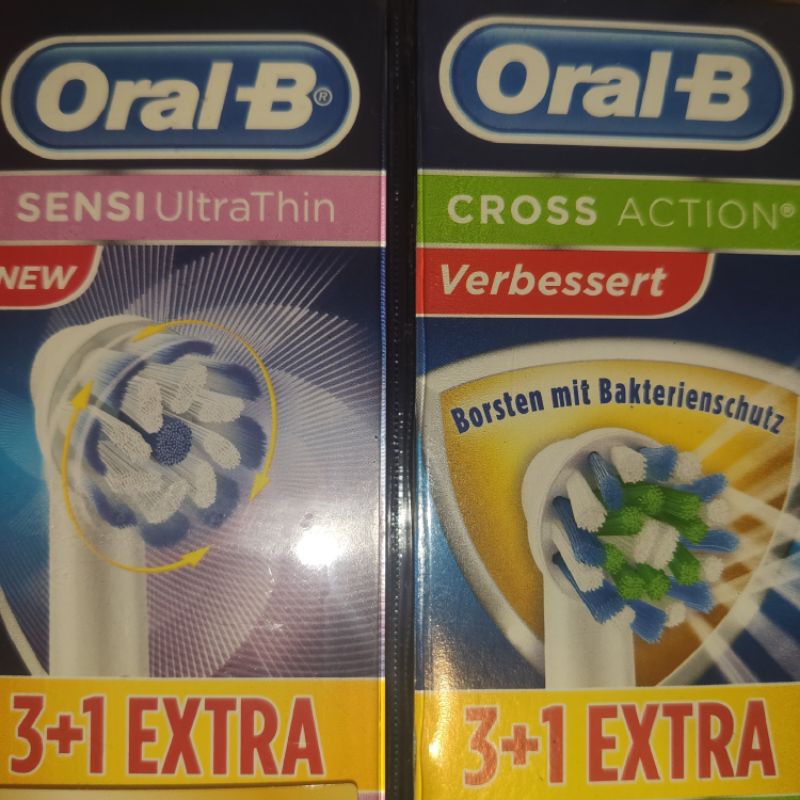 Oral-B®
SENSI UltraThin
NEW
3+1 EXTRA
Oral-B
CROSS ACTION®
Verbessert
Borsten mit Bakterienschutz
3+1 EXTRA